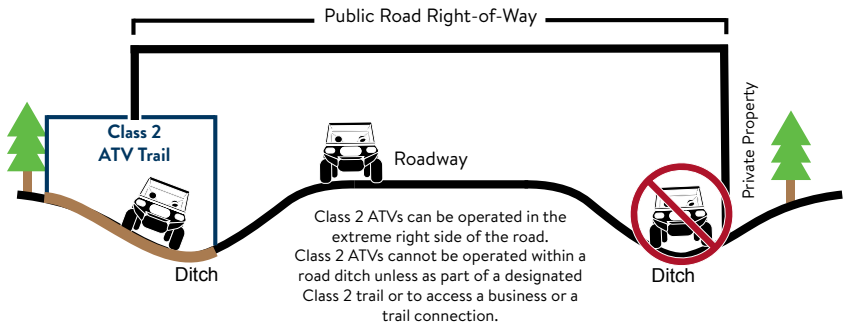 Public Road Right-of-Way
Class 2
ATV Trail
Roadway
Private Property
Class 2 ATVs can be operated in the
extreme right side of the road.
Class 2 ATVs cannot be operated within a
road ditch unless as part of a designated
Class 2 trail or to access a business or a
trail connection.
Ditch
Ditch